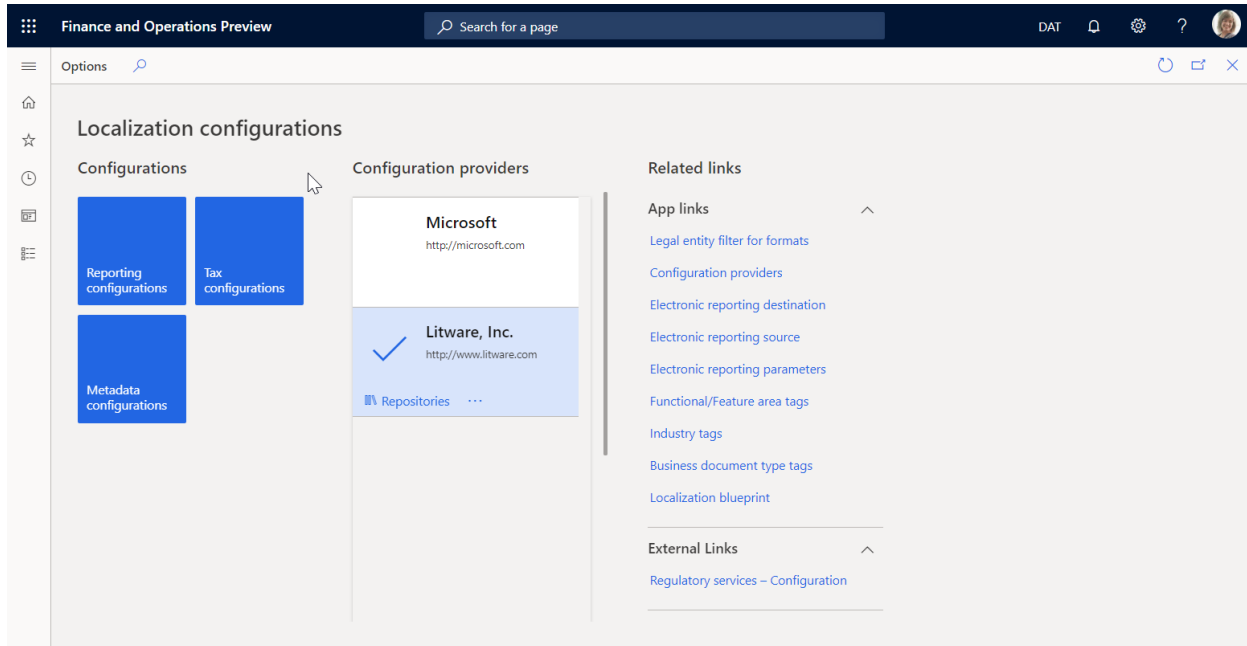 Finance and Operations Preview
Search for a page
DAT
?
Options
Localization configurations
Configurations
Reporting
configurations
Tax
configurations
Metadata
configurations
Configuration providers
Microsoft
http://microsoft.com
Litware, Inc.
http://www.litware.com
Repositories
...
Related links
App links
Legal entity filter for formats
Configuration providers
Electronic reporting destination
Electronic reporting source
Electronic reporting parameters
Functional/Feature area tags
Industry tags
Business document type tags
Localization blueprint
External Links
Regulatory services – Configuration